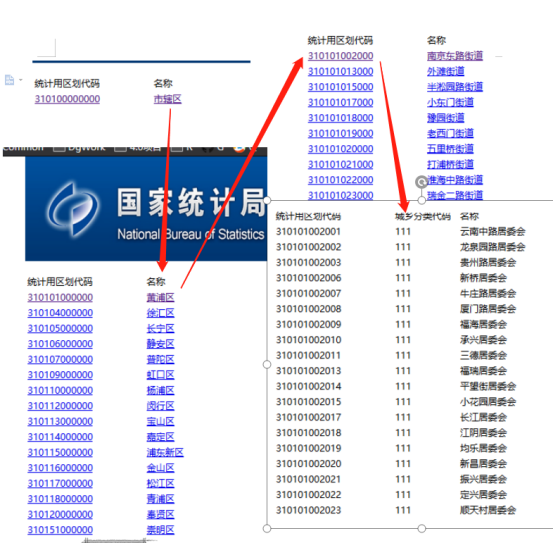 统计用区划代码 名称
310100000000 市辖区
DgWork
国家统计局
National Bureau of Statistics
统计用区划代码 名称
310101000000 黄浦区
310104000000 徐汇区
310105000000 长宁区
310106000000 静安区
310107000000 普陀区
310109000000 虹口区
310110000000 杨浦区
310112000000 闵行区
310113000000 宝山区
310114000000 嘉定区
310115000000 浦东新区
310116000000 金山区
310117000000 松江区
310118000000 青浦区
310120000000 奉贤区
310151000000 崇明区
统计用区划代码 名称
310101002000 南京东路街道
310101013000 外滩街道
310101015000 半淞园路街道
310101017000 小东门街道
310101018000 豫园街道
310101019000 老西门街道
310101020000 五里桥街道
310101021000 打浦桥街道
310101022000 淮海中路街道
310101023000 瑞金二路街道
统计用区划代码 城乡分类代码 名称
310101002001 111 云南中路居委会
310101002002 111 龙泉园路居委会
310101002003 111 贵州路居委会
310101002006 111 新桥居委会
310101002007 111 牛庄路居委会
310101002008 111 厦门路居委会
310101002009 111 福海居委会
310101002010 111 承兴居委会
310101002011 111 三德居委会
310101002013 111 福瑞居委会
310101002014 111 平望街居委会
310101002015 111 小花园居委会
310101002017 111 长江居委会
310101002018 111 江阴居委会
310101002019 111 均乐居委会
310101002020 111 新昌居委会
310101002021 111 振兴居委会
310101002022 111 定兴居委会
310101002023 111 顺天村居委会